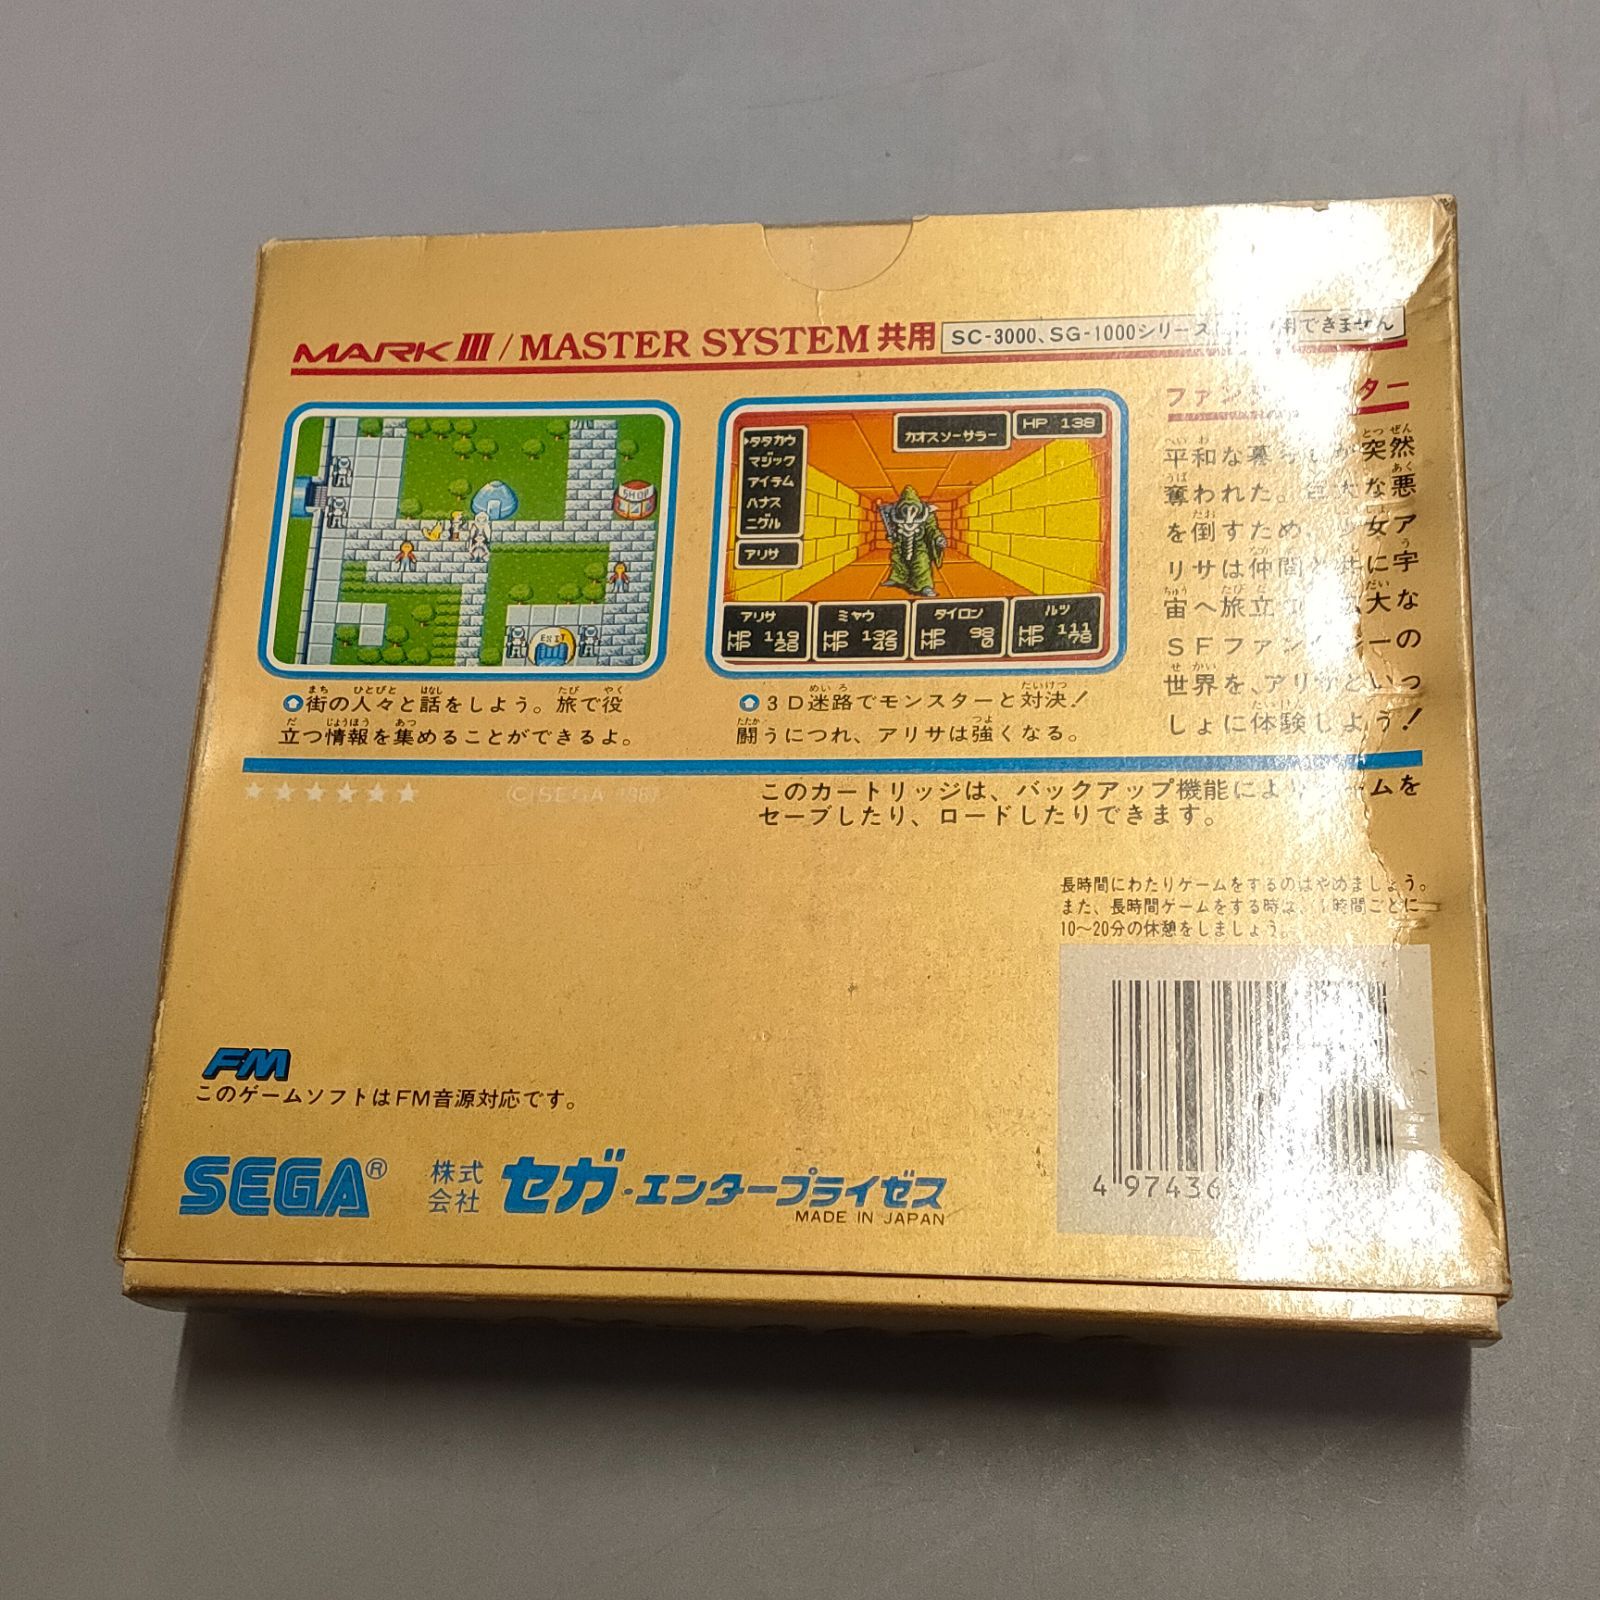 MARK III / MASTER SYSTEM 共用
SC-3000、SG-1000シリーズ できません
SHOP
EXIT
▶タタカウ
マジック
アイテム
ハナス
ニゲル
アリサ
カオスソーサラー
HP 138
アリサ
HP 119
MP 28
ミャウ
HP 132
MP 49
タイロン
HP 98
MP 0
ルツ
HP 111
MP 78
街の人々と話をしよう。旅で役
立つ情報を集めることができるよ。
3D迷路でモンスターと対決!
闘うにつれ、アリサは強くなる。
ファン ター
平和な暮 突然
奪われた。 大な悪
を倒すため、 女ア
リサは仲間と に宇
宙へ旅立 大な
SFファン シーの
世界を、アリサといっ
しょに体験しよう!
★★★★★★
©SEGA 1987
このカートリッジは、バックアップ機能に ームを
セーブしたり、ロードしたりできます。
長時間にわたりゲームをするのはやめましょう。
また、長時間ゲームをする時は、1時間ごとに
10〜20分の休憩をしましょう。
FM
このゲームソフトはFM音源対応です。
SEGA®
株式会社 セガ・エンタープライゼス
MADE IN JAPAN
4 97436